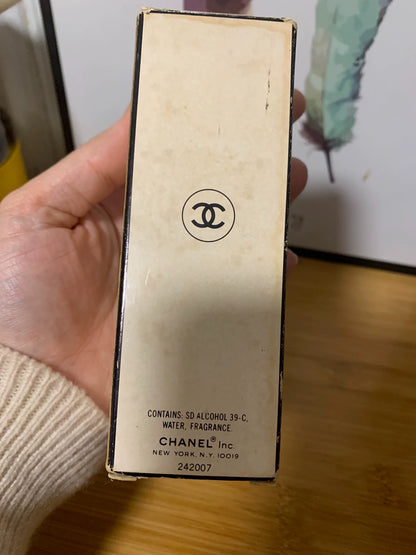 CONTAINS: SD ALCOHOL 39-C,
WATER, FRAGRANCE.
CHANEL® Inc.
NEW YORK, N.Y. 10019
242007